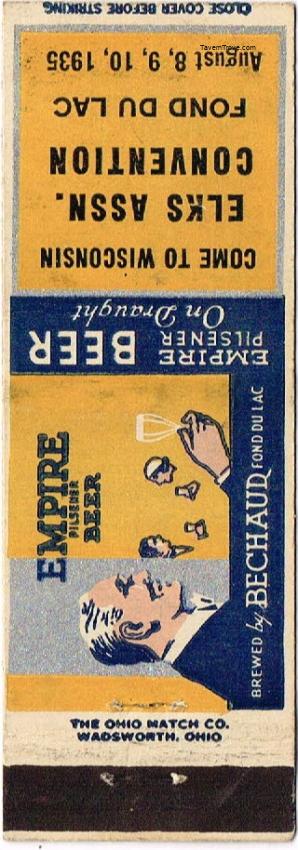 CLOSE COVER BEFORE STRIKING
TavernTrove.com
COME TO WISCONSIN
ELKS ASSN.
CONVENTION
FOND DU LAC
August 8, 9, 10, 1935
EMPIRE
PILSENER
BEER
On Draught
EMPIRE
PILSENER
BEER
BREWED by BECHAUD FOND DU LAC
THE OHIO MATCH CO.
WADSWORTH, OHIO